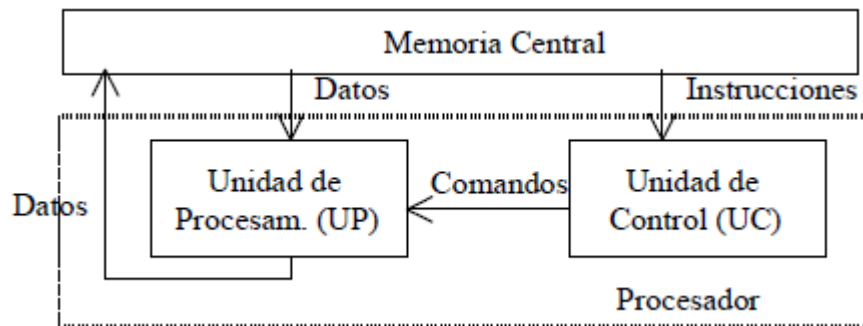 Memoria Central
Datos
Instrucciones
Unidad de
Procesam. (UP)
Comandos
Unidad de
Control (UC)
Datos
Procesador